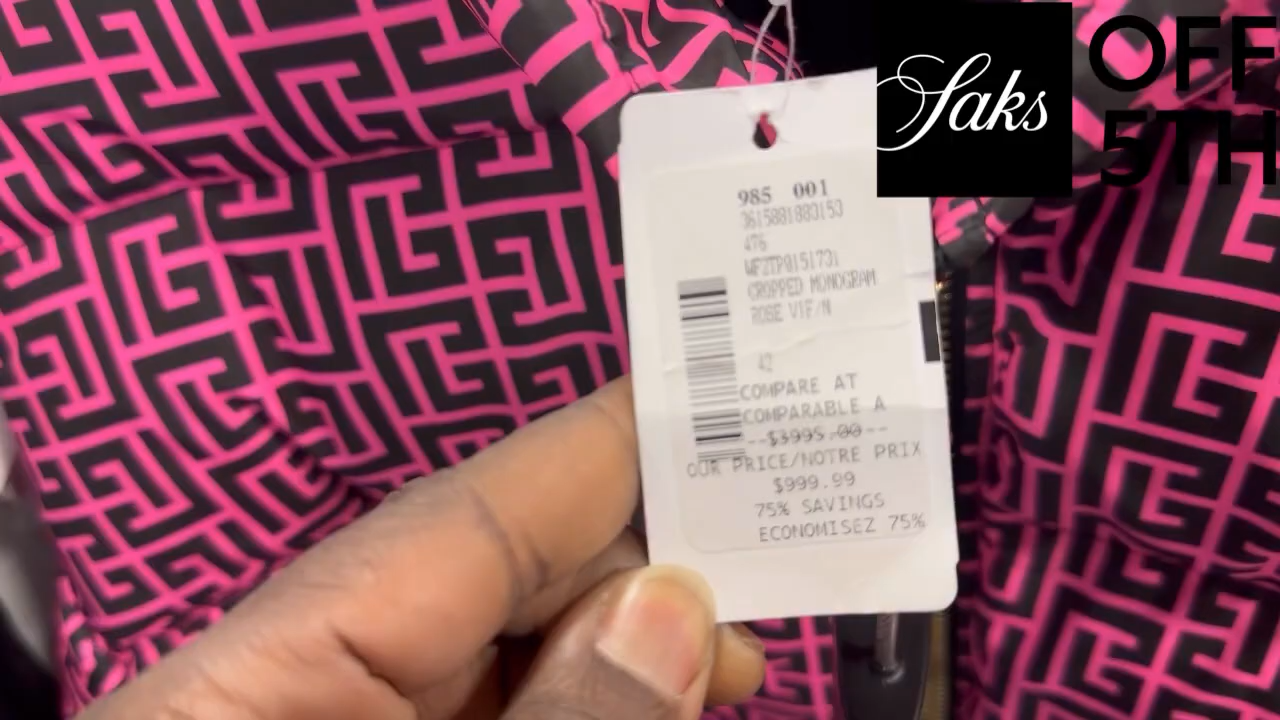 Saks
OFF
5TH
985 001
3615881883153
476
CROPPED MONOGRAM
ROSE VIF/N
42
COMPARE AT
COMPARABLE A
--$3995.00--
OUR PRICE/NOTRE PRIX
$999.99
75% SAVINGS
ECONOMISEZ 75%